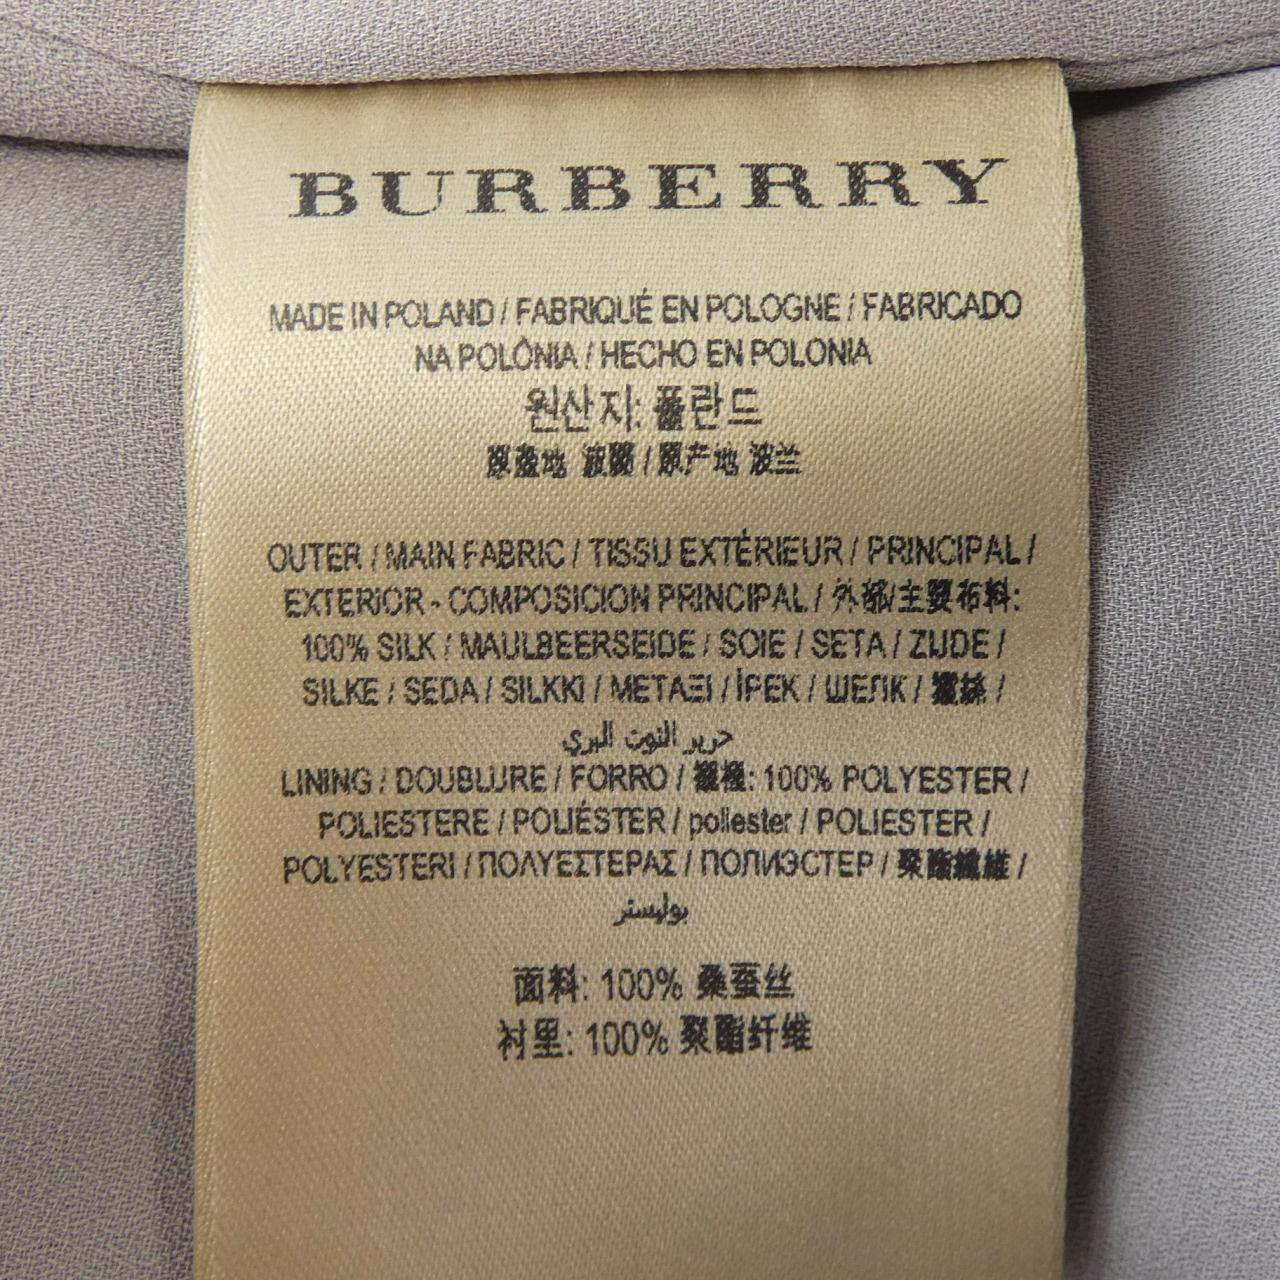 BURBERRY
MADE IN POLAND / FABRIQUÉ EN POLOGNE / FABRICADO
NA POLÔNIA / HECHO EN POLONIA
원산지: 폴란드
原產地 波蘭 / 原产地 波兰
OUTER / MAIN FABRIC / TISSU EXTÉRIEUR / PRINCIPAL /
EXTERIOR - COMPOSICION PRINCIPAL / 外部/主要布料:
100% SILK / MAULBEERSEIDE / SOIE / SETA / ZIJDE /
SILKE / SEDA / SILKKI / ΜΕΤΑΞΙ / İPEK / ШЕЛК / 蠶絲 /
حرير التوت البري
LINING / DOUBLURE / FORRO / 襯裡: 100% POLYESTER /
POLIESTERE / POLIÉSTER / poliester / POLIESTER /
POLYESTERI / ΠΟΛΥΕΣΤΕΡΑΣ / ПОЛИЭСТЕР / 聚酯纖維 /
بوليستر
面料: 100% 桑蚕丝
衬里: 100% 聚酯纤维